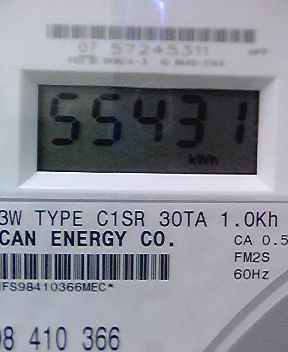 07 57245311
55431
kWh
3W TYPE C1SR 30TA 1.0Kh
CAN ENERGY CO.
CA 0.5
FM2S
60Hz
FS98410366MEC*
98 410 366